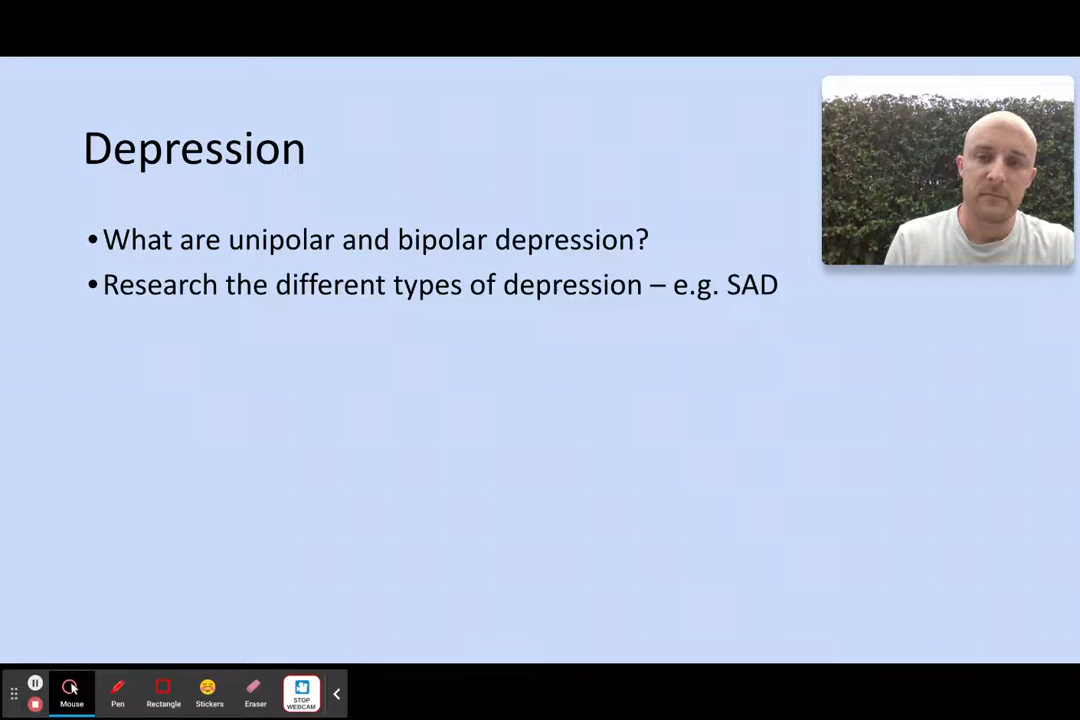 Depression
•What are unipolar and bipolar depression?
•Research the different types of depression – e.g. SAD
Mouse
Pen
Rectangle
Stickers
Eraser
STOP
WEBCAM